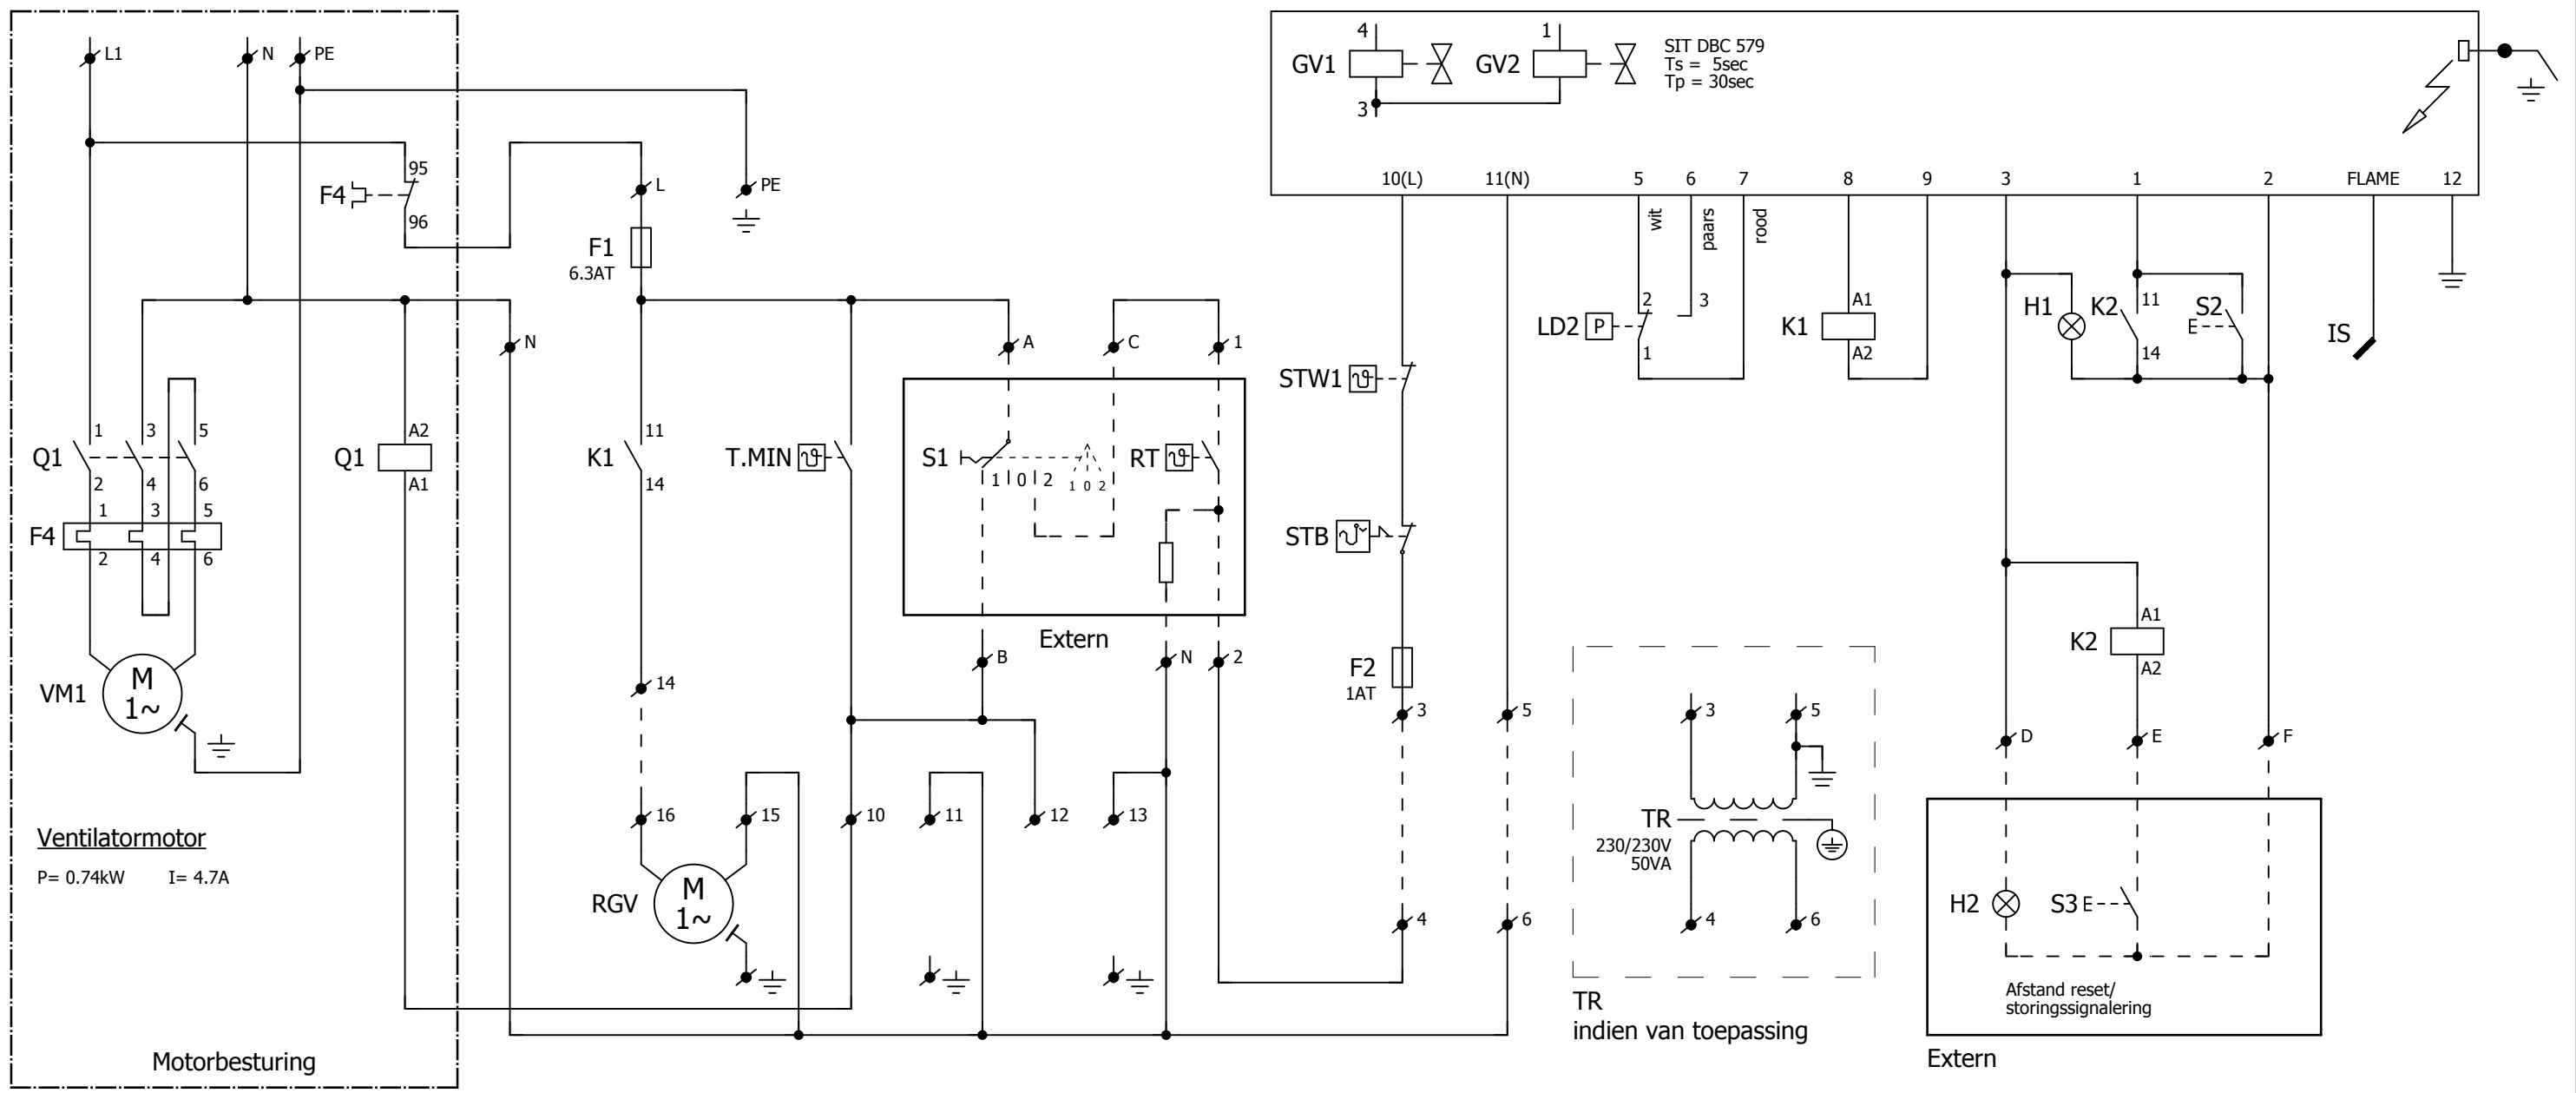 L1
N
PE
4
GV1
3
1
GV2
SIT DBC 579
Ts = 5sec
Tp = 30sec
95
F4
96
L
PE
10(L)
11(N)
5
6
7
8
9
3
1
2
FLAME
12
wit
paars
rood
F1
6.3AT
N
A
C
1
2
3
LD2
P
1
A1
K1
A2
H1
K2
11
14
S2
E
IS
STW1
1
3
5
Q1
2
4
6
A2
Q1
A1
11
K1
14
T.MIN
S1
1 0 2
1 0 2
RT
1
3
5
F4
2
4
6
STB
Extern
M
1~
VM1
14
B
N
2
F2
1AT
3
5
3
5
A1
K2
A2
D
E
F
16
15
10
11
12
13
TR
230/230V
50VA
Ventilatormotor
P= 0.74kW I= 4.7A
RGV
M
1~
4
6
4
6
H2
S3
E
Afstand reset/
storingssignalering
TR
indien van toepassing
Motorbesturing
Extern